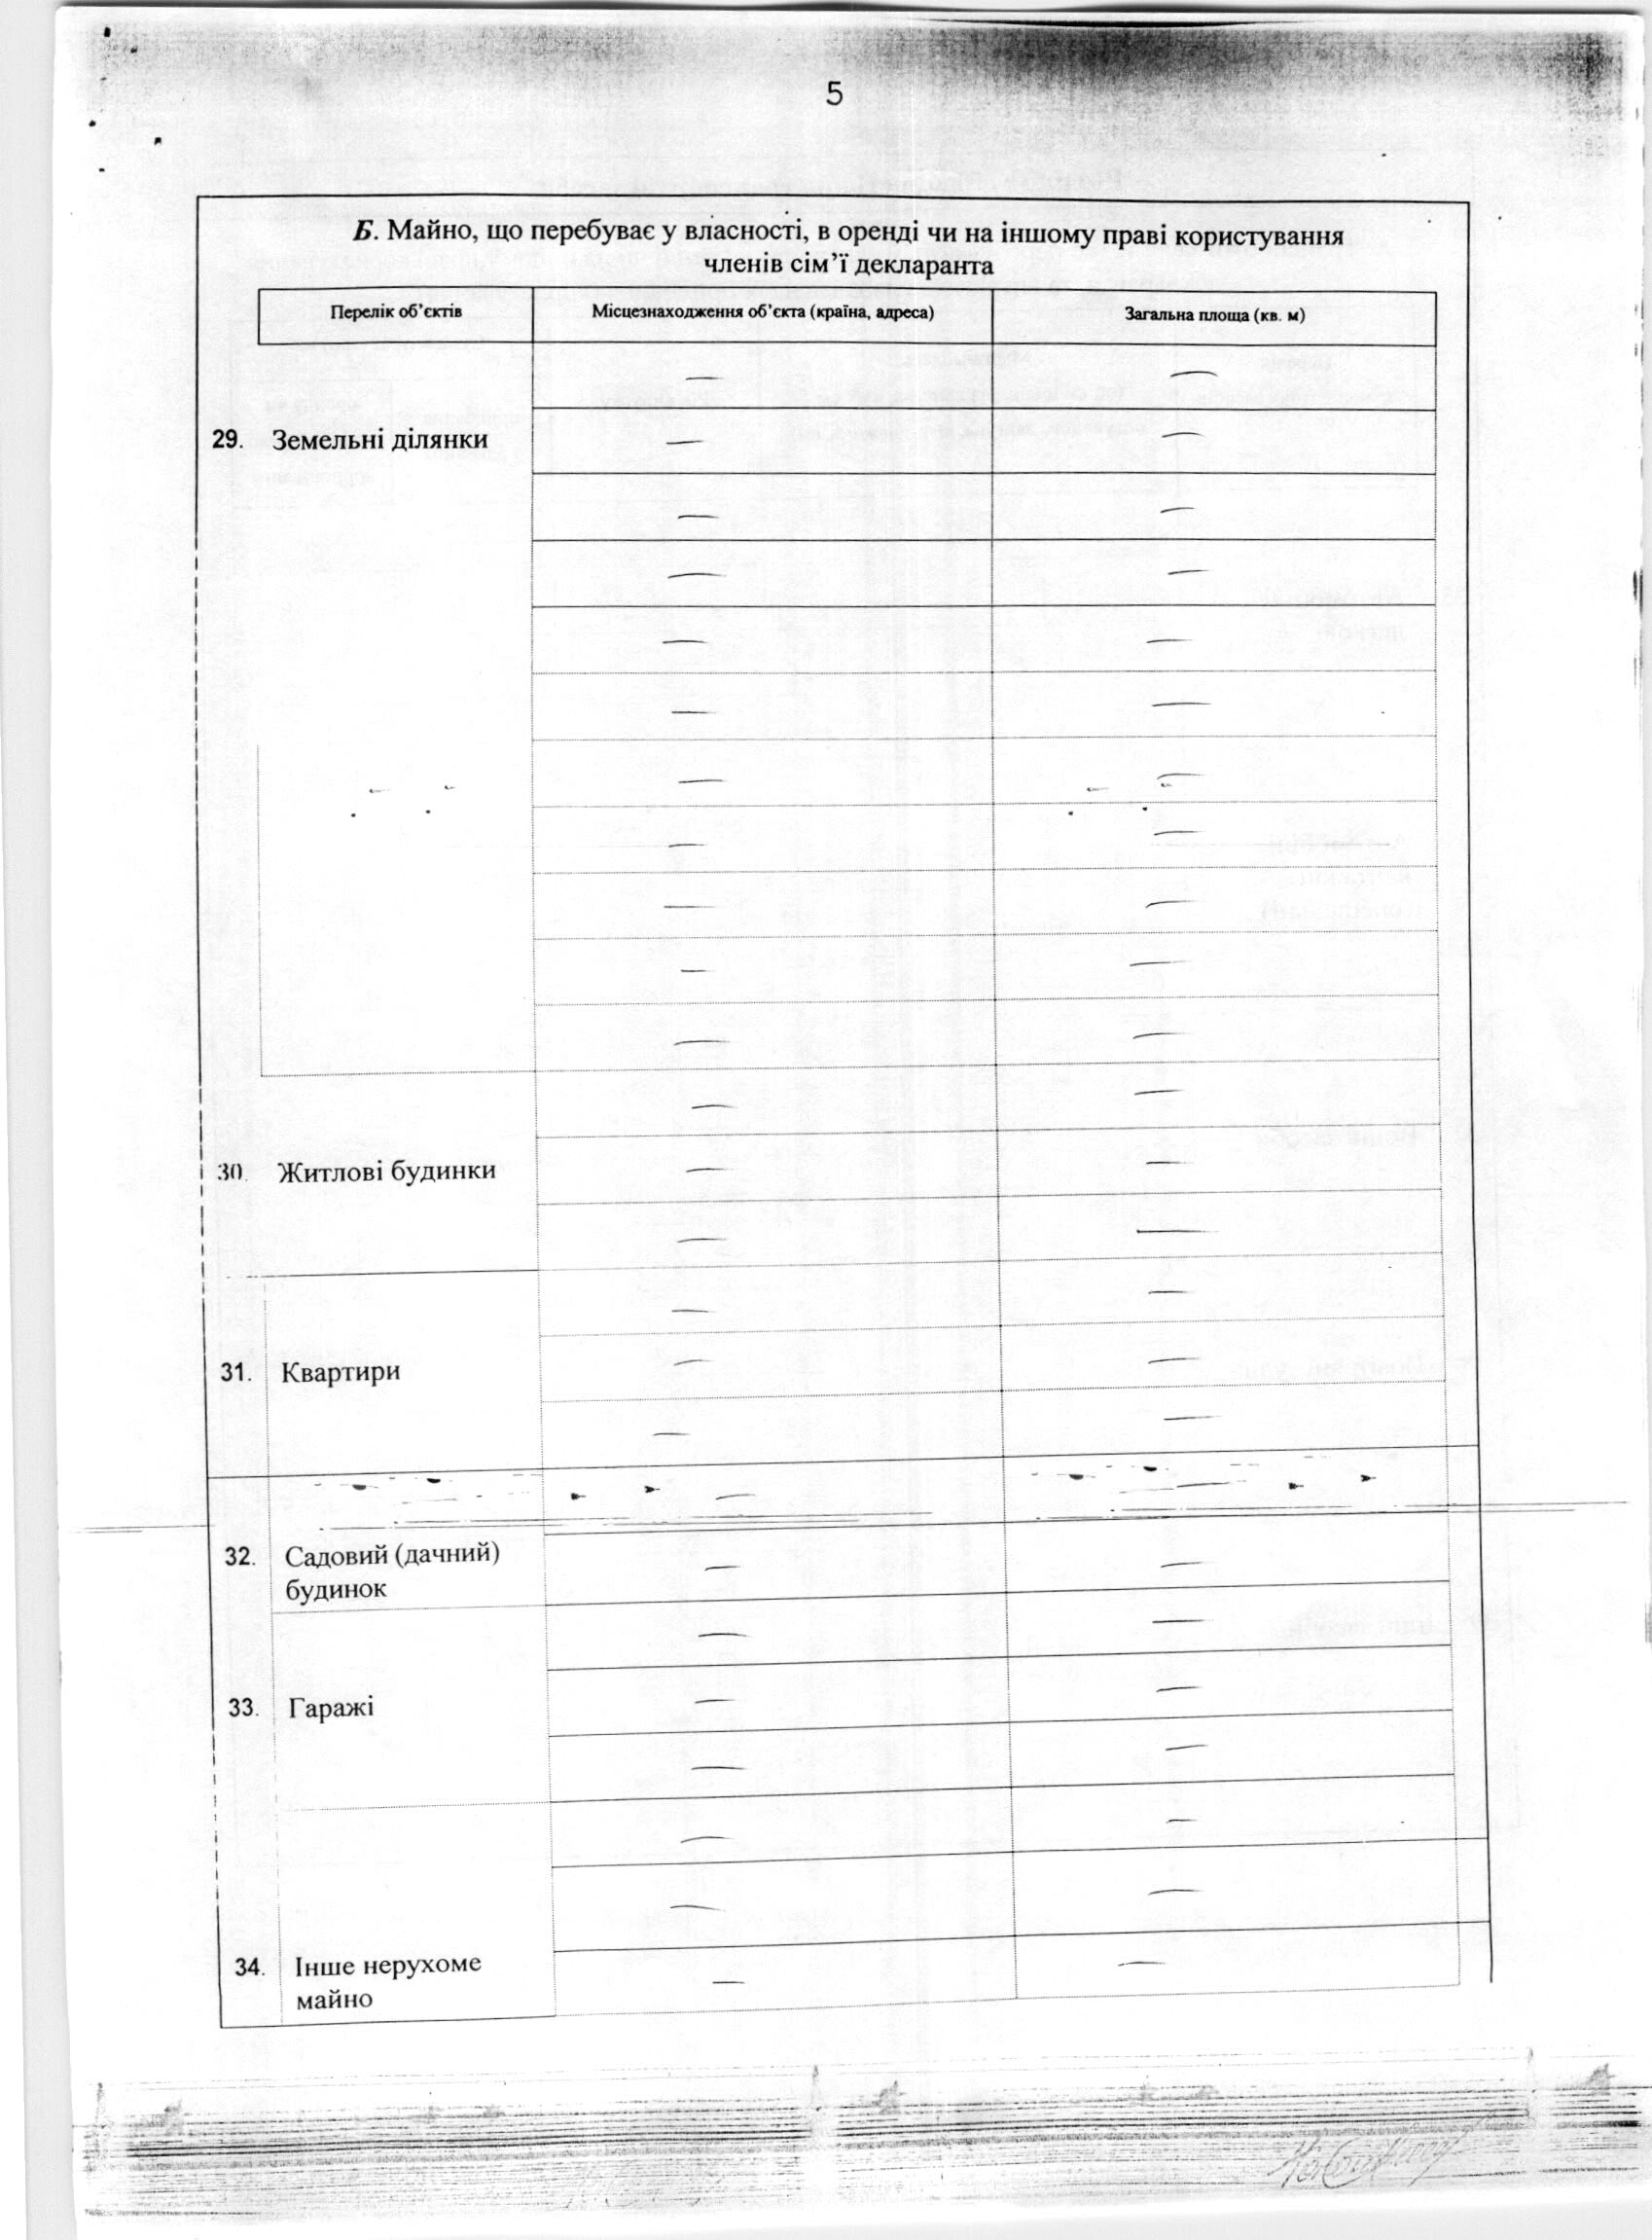 5
Б. Майно, що перебуває у власності, в оренді чи на іншому праві користування
членів сім’ї декларанта
Перелік об’єктів Місцезнаходження об’єкта (країна, адреса) Загальна площа (кв. м)
— —
29. Земельні ділянки — —
— —
— —
— —
— —
— —
— —
— —
— —
— —
— —
30. Житлові будинки — —
— —
— —
31. Квартири — —
— —
— —
32. Садовий (дачний) — —
будинок
— —
33. Гаражі — —
— —
— —
— —
34. Інше нерухоме — —
майно